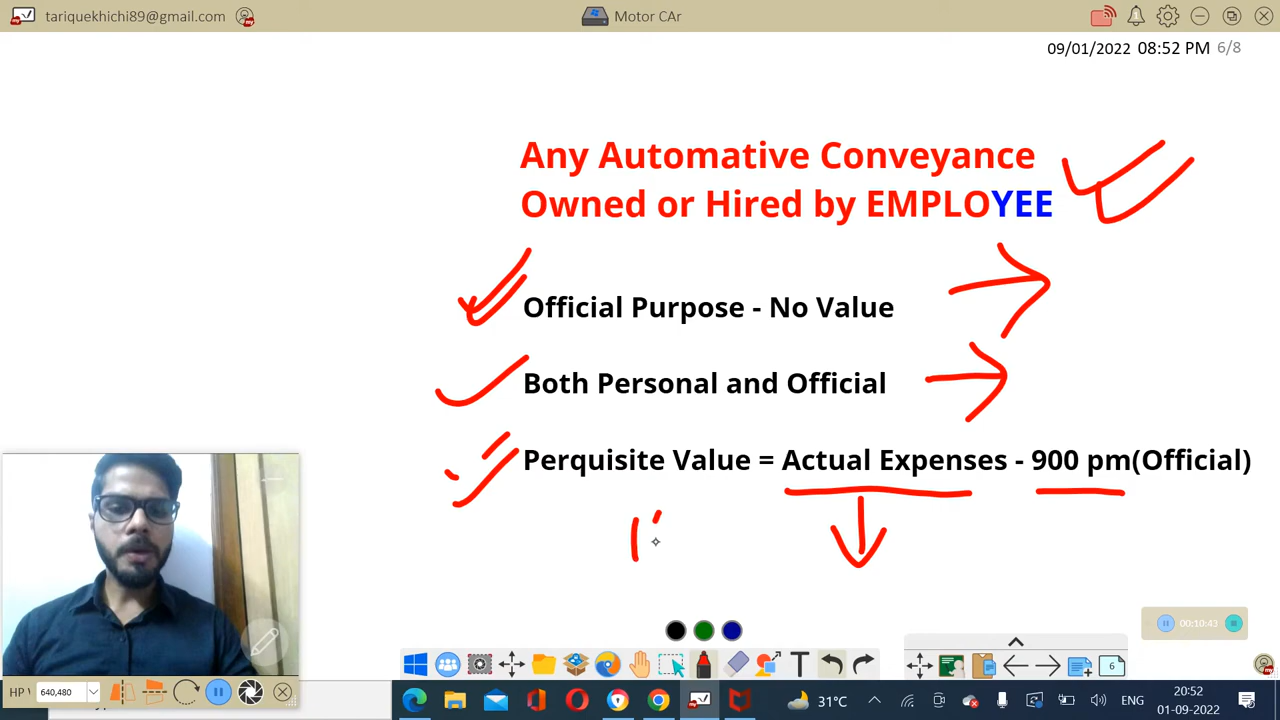 tariquekhichi89@gmail.com
Motor CAr
09/01/2022 08:52 PM 6/8
Any Automative Conveyance
Owned or Hired by EMPLOYEE
Official Purpose - No Value
Both Personal and Official
Perquisite Value = Actual Expenses - 900 pm(Official)
00:10:43
6
HP
640,480
31°C
ENG
20:52
01-09-2022